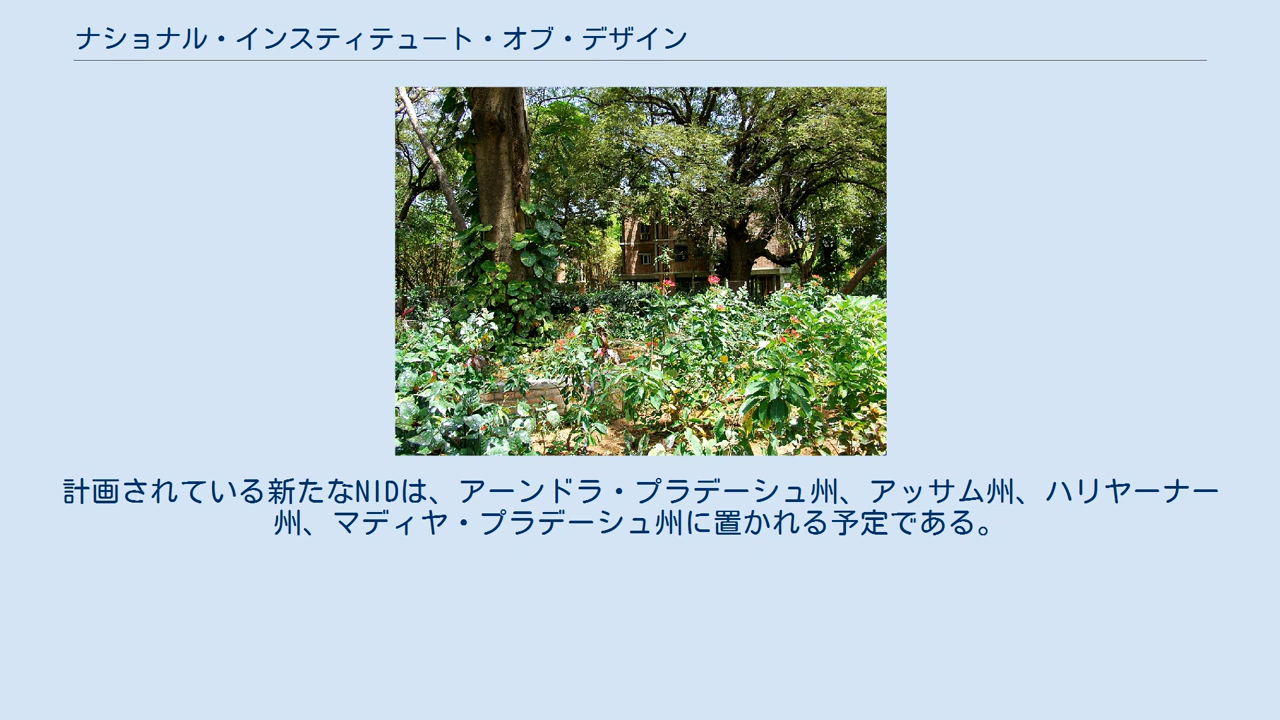 ナショナル・インスティテュート・オブ・デザイン
計画されている新たなNIDは、アーンドラ・プラデーシュ州、アッサム州、ハリヤーナー
州、マディヤ・プラデーシュ州に置かれる予定である。